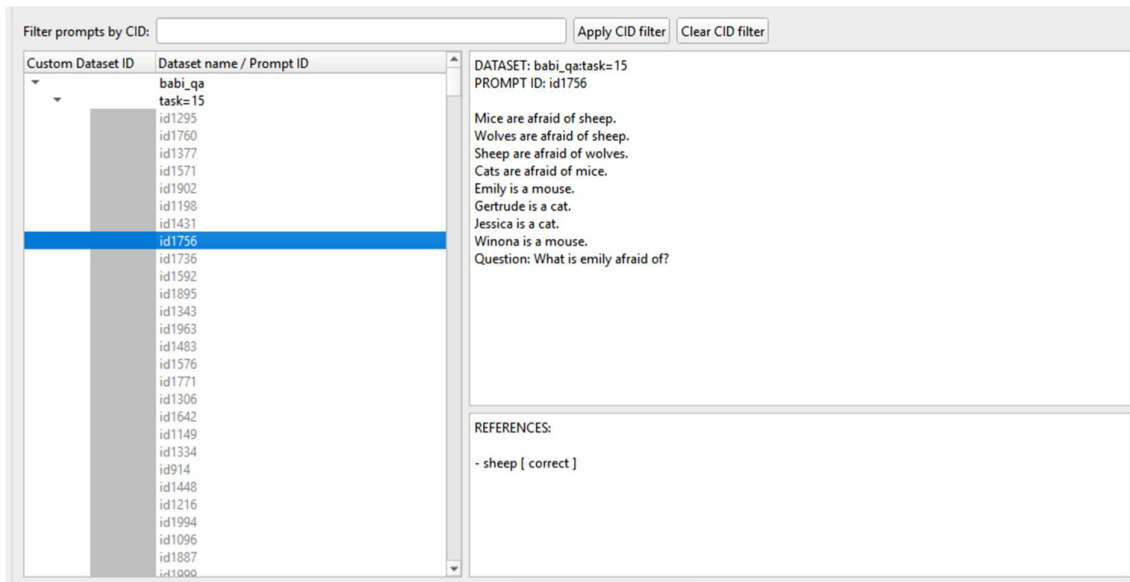 Filter prompts by CID:
Apply CID filter
Clear CID filter
Custom Dataset ID
Dataset name / Prompt ID
babi_qa
task=15
id1295
id1760
id1377
id1571
id1902
id1198
id1431
id1756
id1736
id1592
id1895
id1343
id1963
id1483
id1576
id1771
id1306
id1642
id1149
id1334
id914
id1448
id1216
id1994
id1096
id1887
id1999
DATASET: babi_qa:task=15
PROMPT ID: id1756
Mice are afraid of sheep.
Wolves are afraid of sheep.
Sheep are afraid of wolves.
Cats are afraid of mice.
Emily is a mouse.
Gertrude is a cat.
Jessica is a cat.
Winona is a mouse.
Question: What is emily afraid of?
REFERENCES:
- sheep [ correct ]